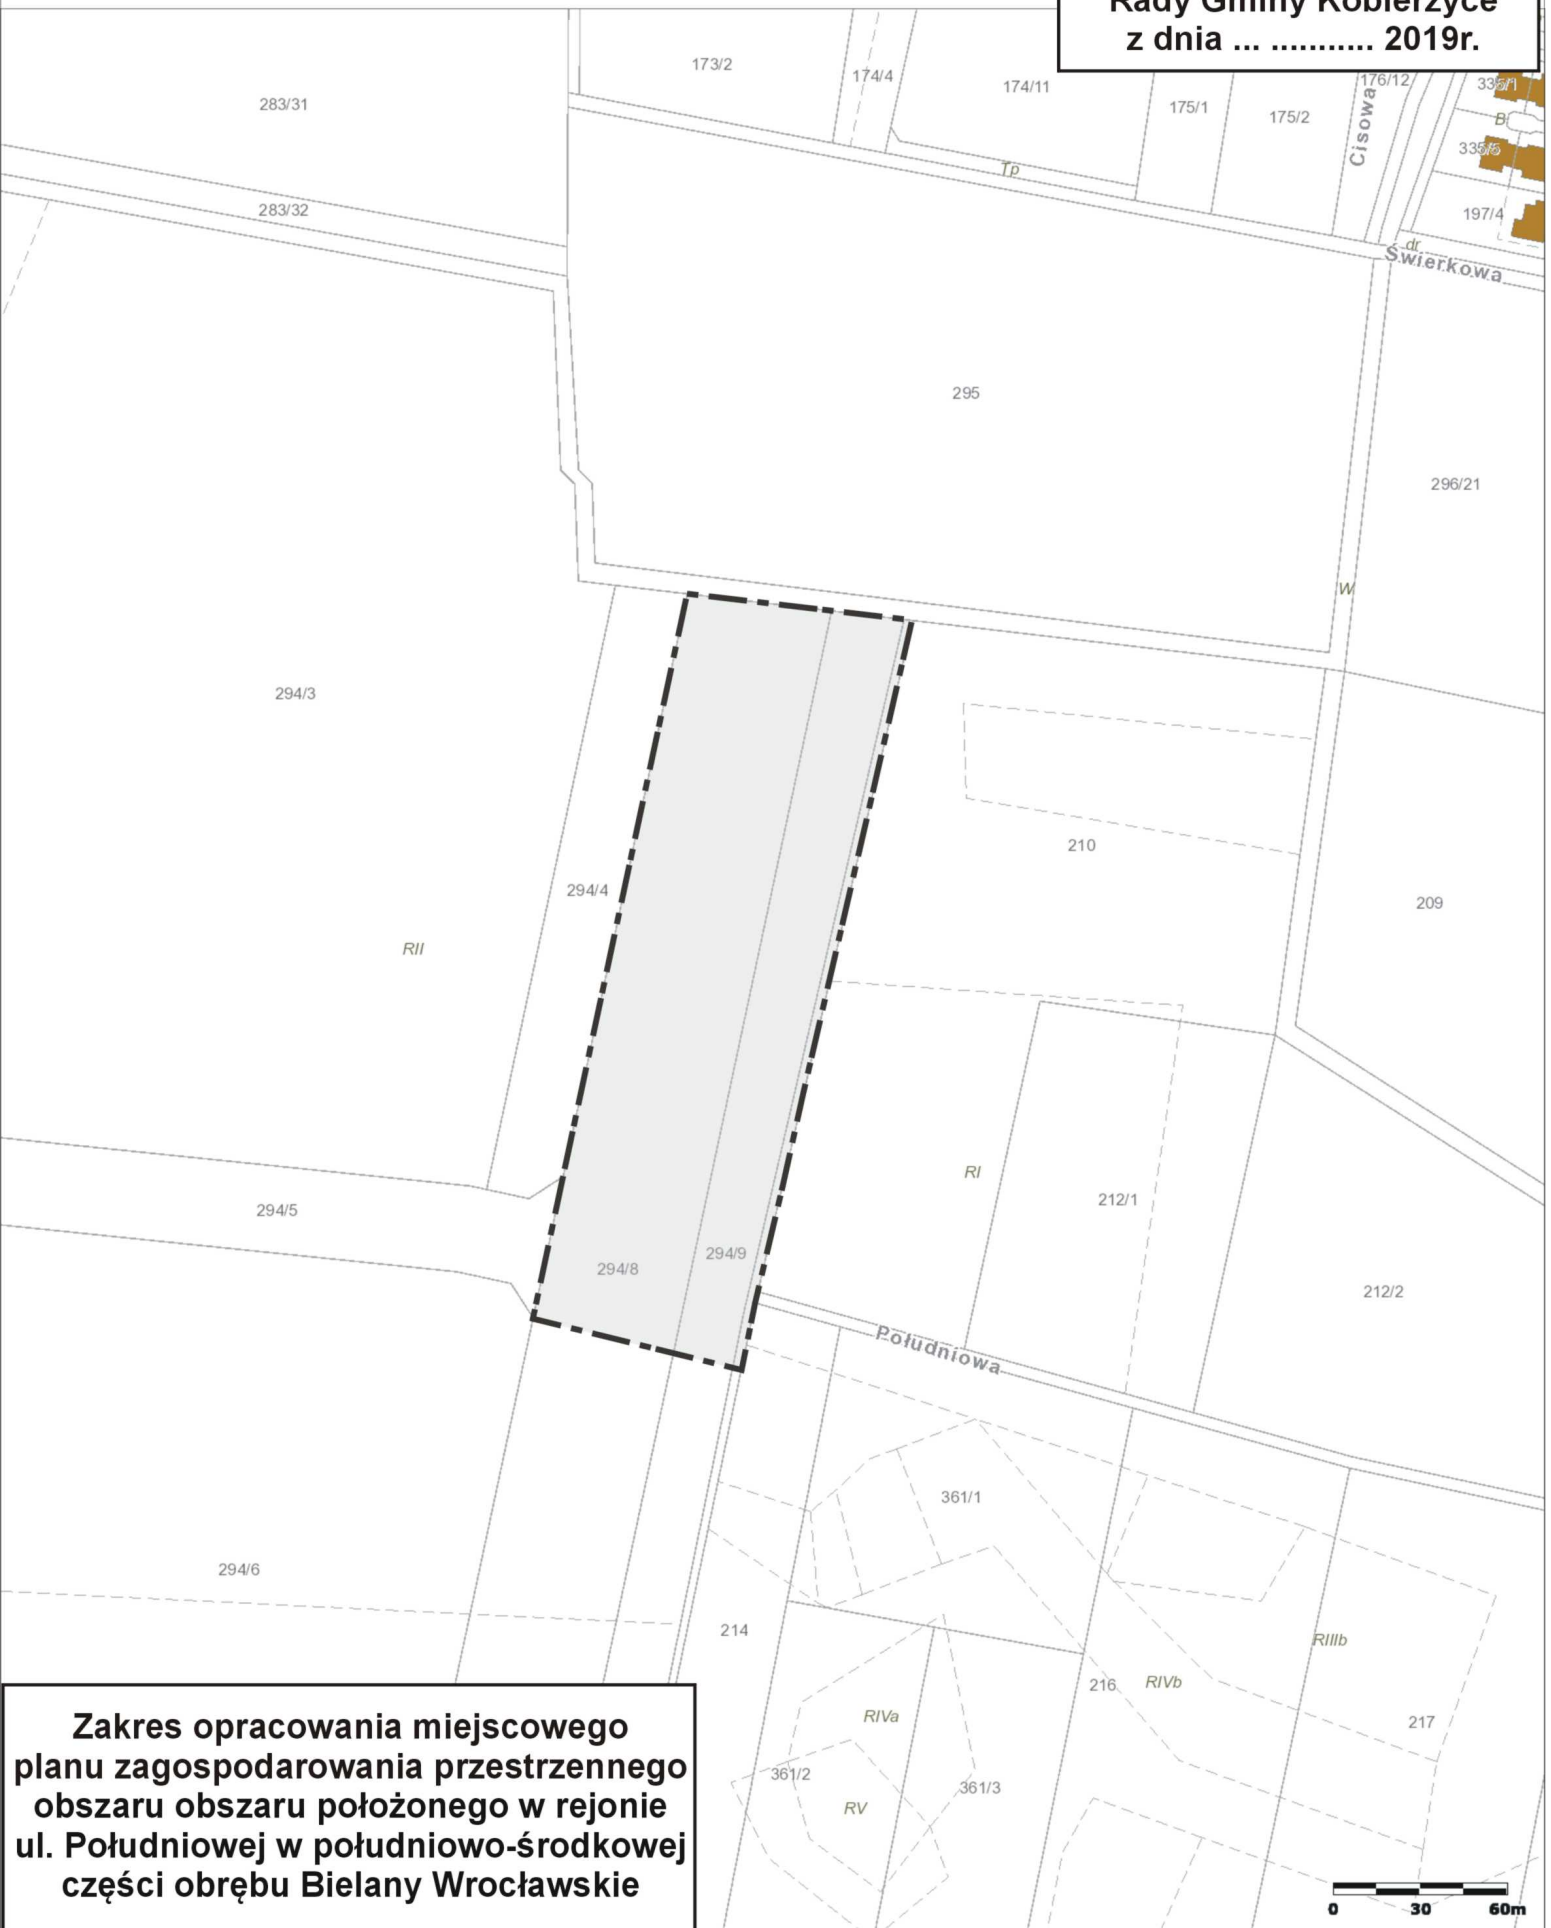 Rady Gminy Kobierzyce
z dnia ... ........... 2019r.
173/2
174/4
174/11
175/1
175/2
176/12
335/1
283/31
B
Cisowa
335/5
Tp
283/32
197/4
dr
Świerkowa
295
296/21
W
294/3
210
294/4
209
RII
RI
212/1
294/5
294/9
294/8
212/2
Południowa
361/1
294/6
214
RIIIb
216
RIVb
RIVa
217
361/2
361/3
RV
Zakres opracowania miejscowego
planu zagospodarowania przestrzennego
obszaru obszaru położonego w rejonie
ul. Południowej w południowo-środkowej
części obrębu Bielany Wrocławskie
0 30 60m